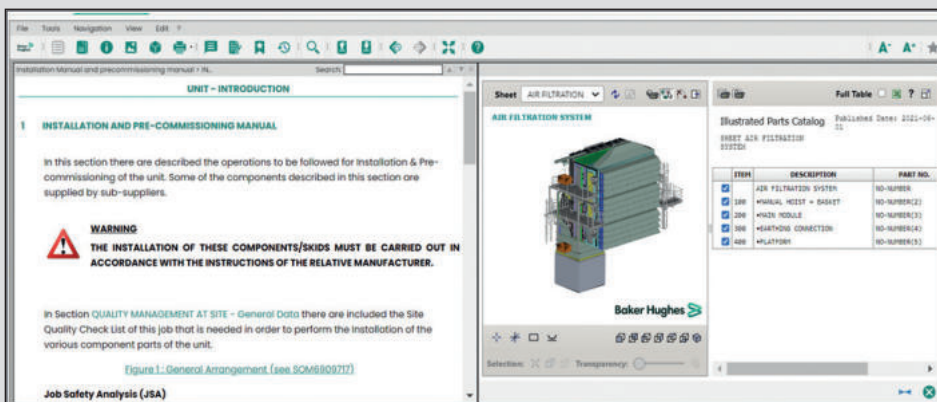 File Tools Navigation View Edit ?
A- A+
Installation Manual and precommissioning manual > IN...
Search:
UNIT – INTRODUCTION
1 INSTALLATION AND PRE-COMMISSIONING MANUAL
In this section there are described the operations to be followed for Installation & Pre-
commissioning of the unit. Some of the components described in this section are
supplied by sub-suppliers.
WARNING
THE INSTALLATION OF THESE COMPONENTS/SKIDS MUST BE CARRIED OUT IN
ACCORDANCE WITH THE INSTRUCTIONS OF THE RELATIVE MANUFACTURER.
In Section QUALITY MANAGEMENT AT SITE - General Data there are included the Site
Quality Check List of this job that is needed in order to perform the Installation of the
various component parts of the unit.
Figure 1 : General Arrangement (see SOM6909717)
Job Safety Analysis (JSA)
Sheet AIR FILTRATION
AIR FILTRATION SYSTEM
Baker Hughes
Selection: Transparency:
Full Table ?
Illustrated Parts Catalog
Published Date: 2021-06-
SHEET AIR FILTRATION
SYSTEM
ITEM DESCRIPTION PART NO.
AIR FILTRATION SYSTEM NO-NUMBER
100 •MANUAL HOIST + BASKET NO-NUMBER(2)
200 •MAIN MODULE NO-NUMBER(3)
300 •EARTHING CONNECTION NO-NUMBER(4)
400 •PLATFORM NO-NUMBER(5)